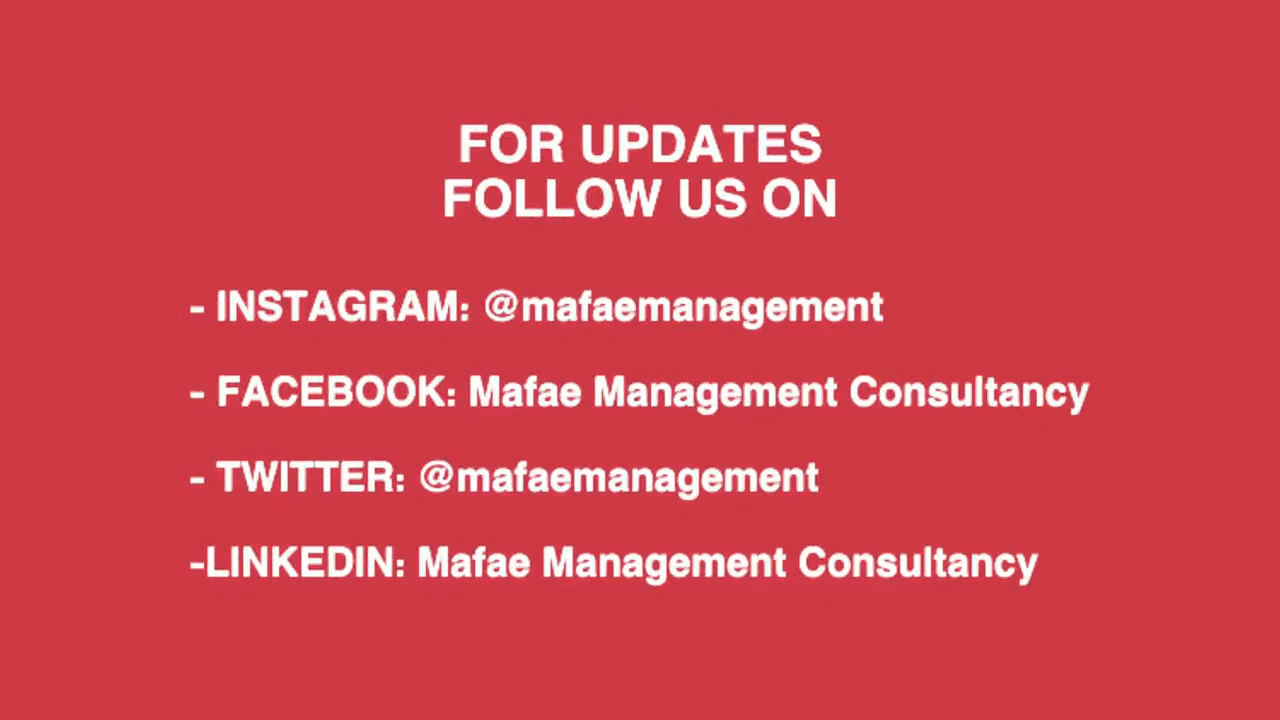 FOR UPDATES
FOLLOW US ON
- INSTAGRAM: @mafaemanagement
- FACEBOOK: Mafae Management Consultancy
- TWITTER: @mafaemanagement
-LINKEDIN: Mafae Management Consultancy